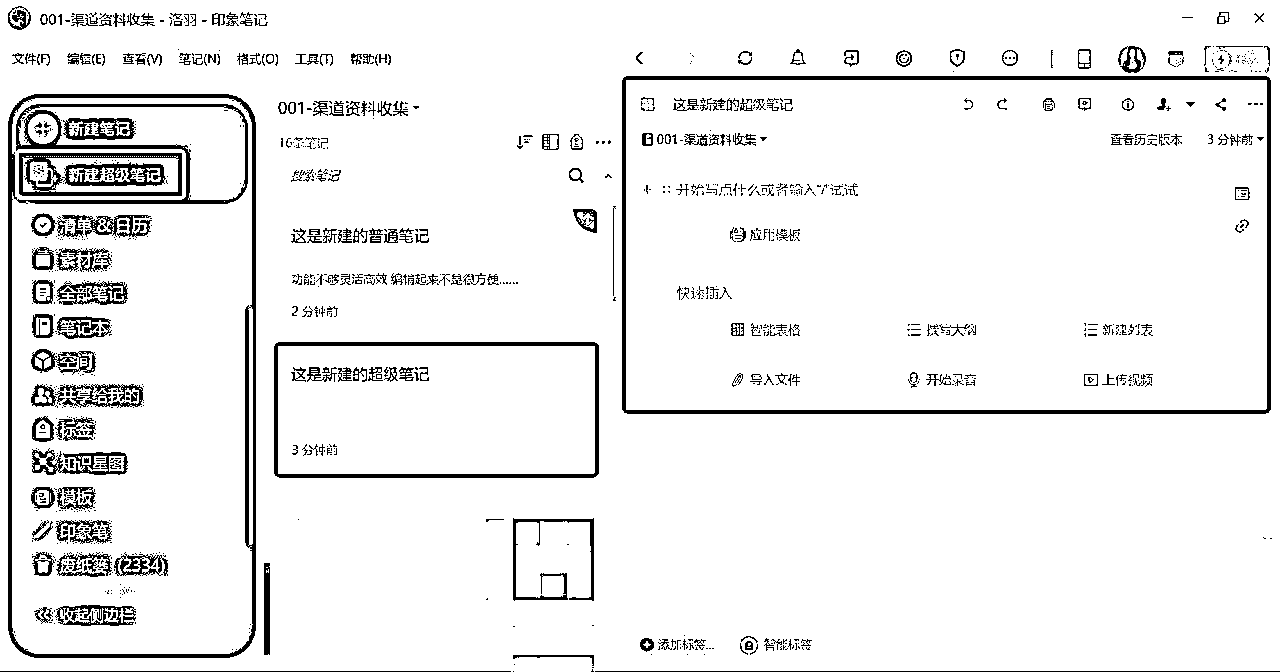 001-渠道资料收集 - 洛羽 - 印象笔记
文件(F) 编辑(E) 查看(V) 笔记(N) 格式(O) 工具(T) 帮助(H)
新建笔记
新建超级笔记
清单 & 日历
素材库
全部笔记
笔记本
空间
共享给我的
标签
知识星图
模板
印象笔
废纸篓 (2334)
收起侧边栏
001-渠道资料收集
16条笔记
搜索笔记
这是新建的普通笔记
功能不够灵活高效 编辑起来不是很方便......
2 分钟前
这是新建的超级笔记
3 分钟前
这是新建的超级笔记
001-渠道资料收集 查看历史版本 3 分钟前
+ 开始写点什么或者输入"/"试试
应用模板
快速插入
智能表格 撰写大纲 新建列表
导入文件 开始录音 上传视频
添加标签... 智能标签